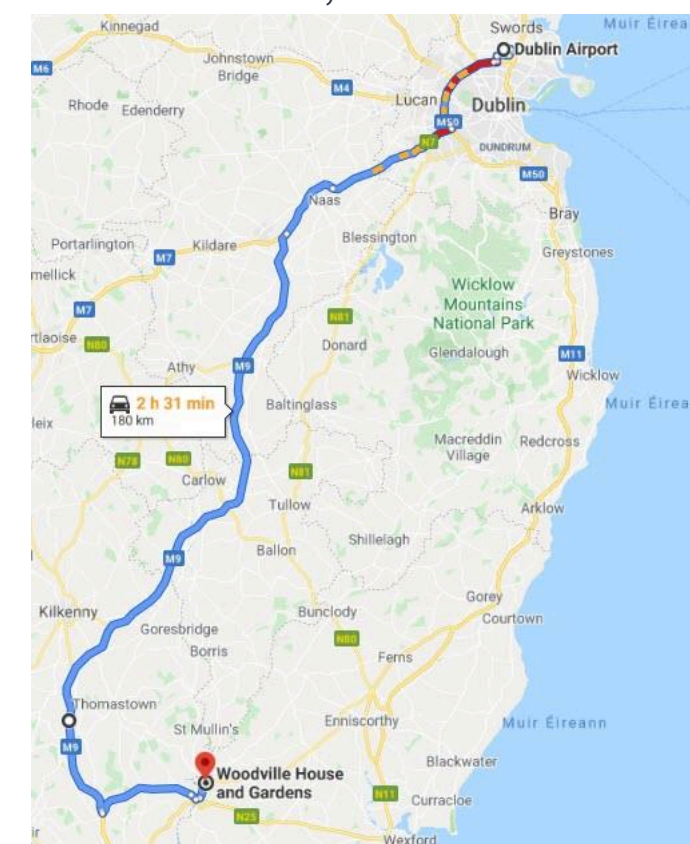 Kinnegad
Swords
Muir Éirea
Dublin Airport
Johnstown
Bridge
M6
M4
Rhode
Edenderry
Lucan
Dublin
M50
N7
DUNDRUM
M50
Naas
Bray
Portarlington
Kildare
Blessington
M7
Greystones
mellick
Wicklow
Mountains
National Park
M7
N81
rtlaoise
N80
Donard
Glendalough
M11
Athy
M9
Wicklow
2 h 31 min
180 km
Baltinglass
Muir Éirea
leix
Macreddin
Village
Redcross
N78
N80
N81
Carlow
Tullow
Arklow
Shillelagh
Ballon
M9
Kilkenny
Bunclody
Gorey
Goresbridge
Courtown
N80
Borris
Ferns
Thomastown
St Mullin's
Enniscorthy
Muir Éireann
M9
Woodville House
and Gardens
Blackwater
N11
Curracloe
N25
ir
Wexford